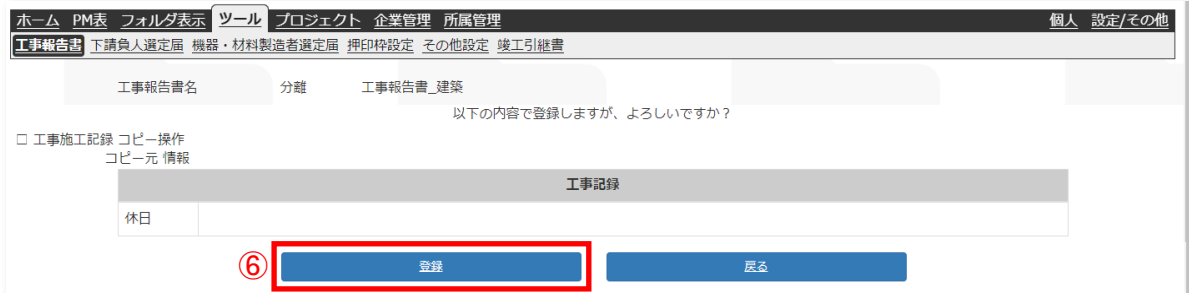 ホーム PM表 フォルダ表示 ツール プロジェクト 企業管理 所属管理 個人 設定/その他
工事報告書 下請負人選定届 機器・材料製造者選定届 押印枠設定 その他設定 竣工引継書
工事報告書名 分離 工事報告書_建築
以下の内容で登録しますが、よろしいですか？
□ 工事施工記録 コピー操作
コピー元 情報
工事記録
休日
⑥ 登録 戻る